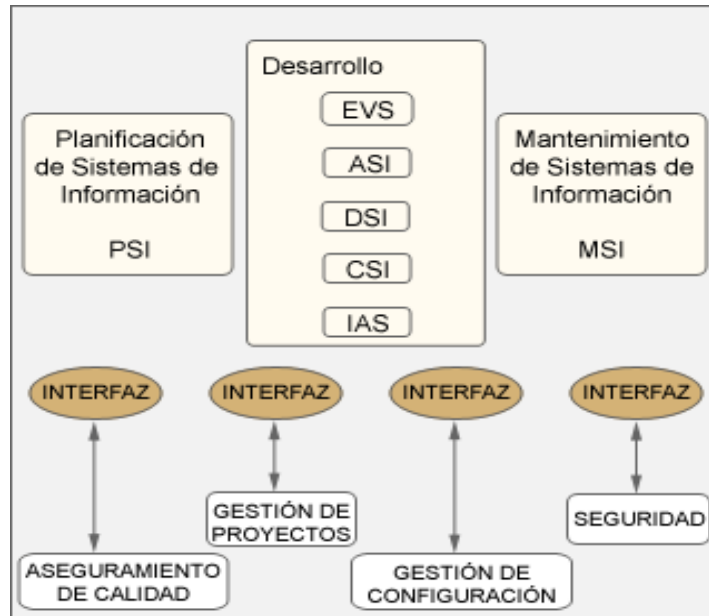 Desarrollo
EVS
ASI
DSI
CSI
IAS
Planificación
de Sistemas de
Información
PSI
Mantenimiento
de Sistemas de
Información
MSI
INTERFAZ
INTERFAZ
INTERFAZ
INTERFAZ
GESTIÓN DE
PROYECTOS
SEGURIDAD
ASEGURAMIENTO
DE CALIDAD
GESTIÓN DE
CONFIGURACIÓN